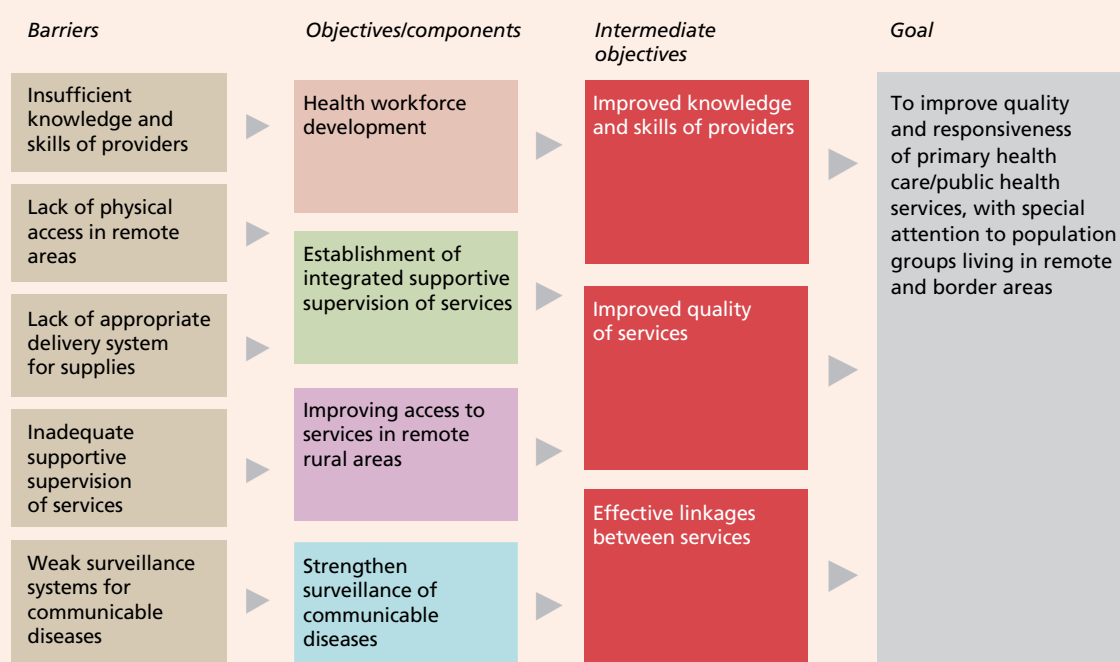 Barriers
Insufficient
knowledge and
skills of providers
Lack of physical
access in remote
areas
Lack of appropriate
delivery system
for supplies
Inadequate
supportive
supervision
of services
Weak surveillance
systems for
communicable
diseases
Objectives/components
Health workforce
development
Establishment of
integrated supportive
supervision of services
Improving access to
services in remote
rural areas
Strengthen
surveillance of
communicable
diseases
Intermediate
objectives
Improved knowledge
and skills of providers
Improved quality
of services
Effective linkages
between services
Goal
To improve quality
and responsiveness
of primary health
care/public health
services, with special
attention to population
groups living in remote
and border areas